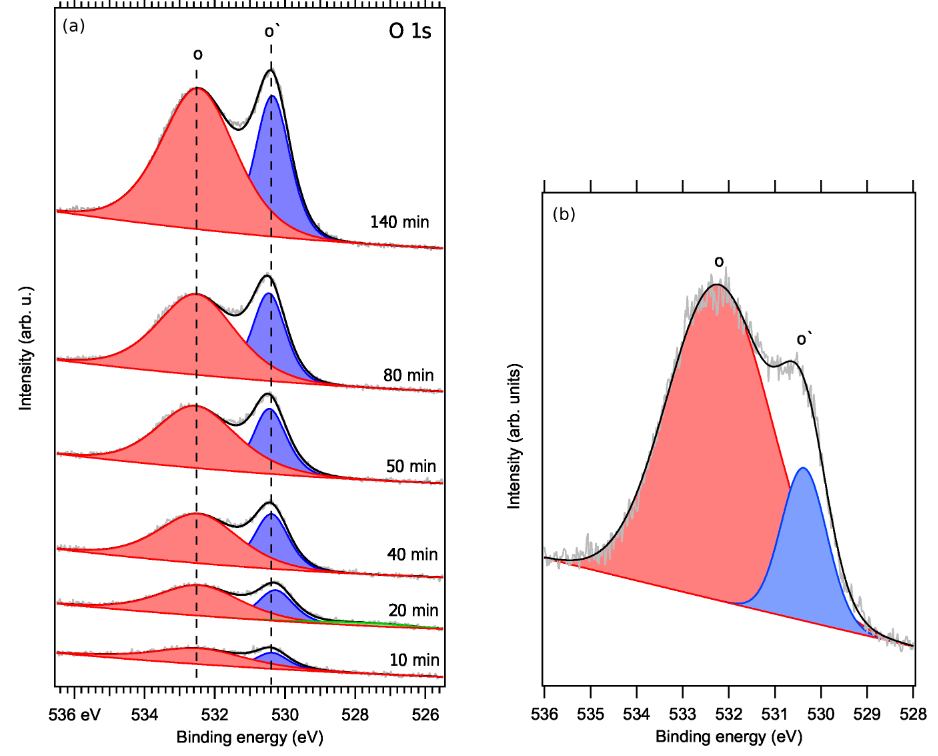 (a)
O 1s
o
o`
140 min
80 min
50 min
40 min
20 min
10 min
Intensity (arb. u.)
536 eV
534
532
530
528
526
Binding energy (eV)
(b)
o
o`
Intensity (arb. units)
536
535
534
533
532
531
530
529
528
Binding energy (eV)